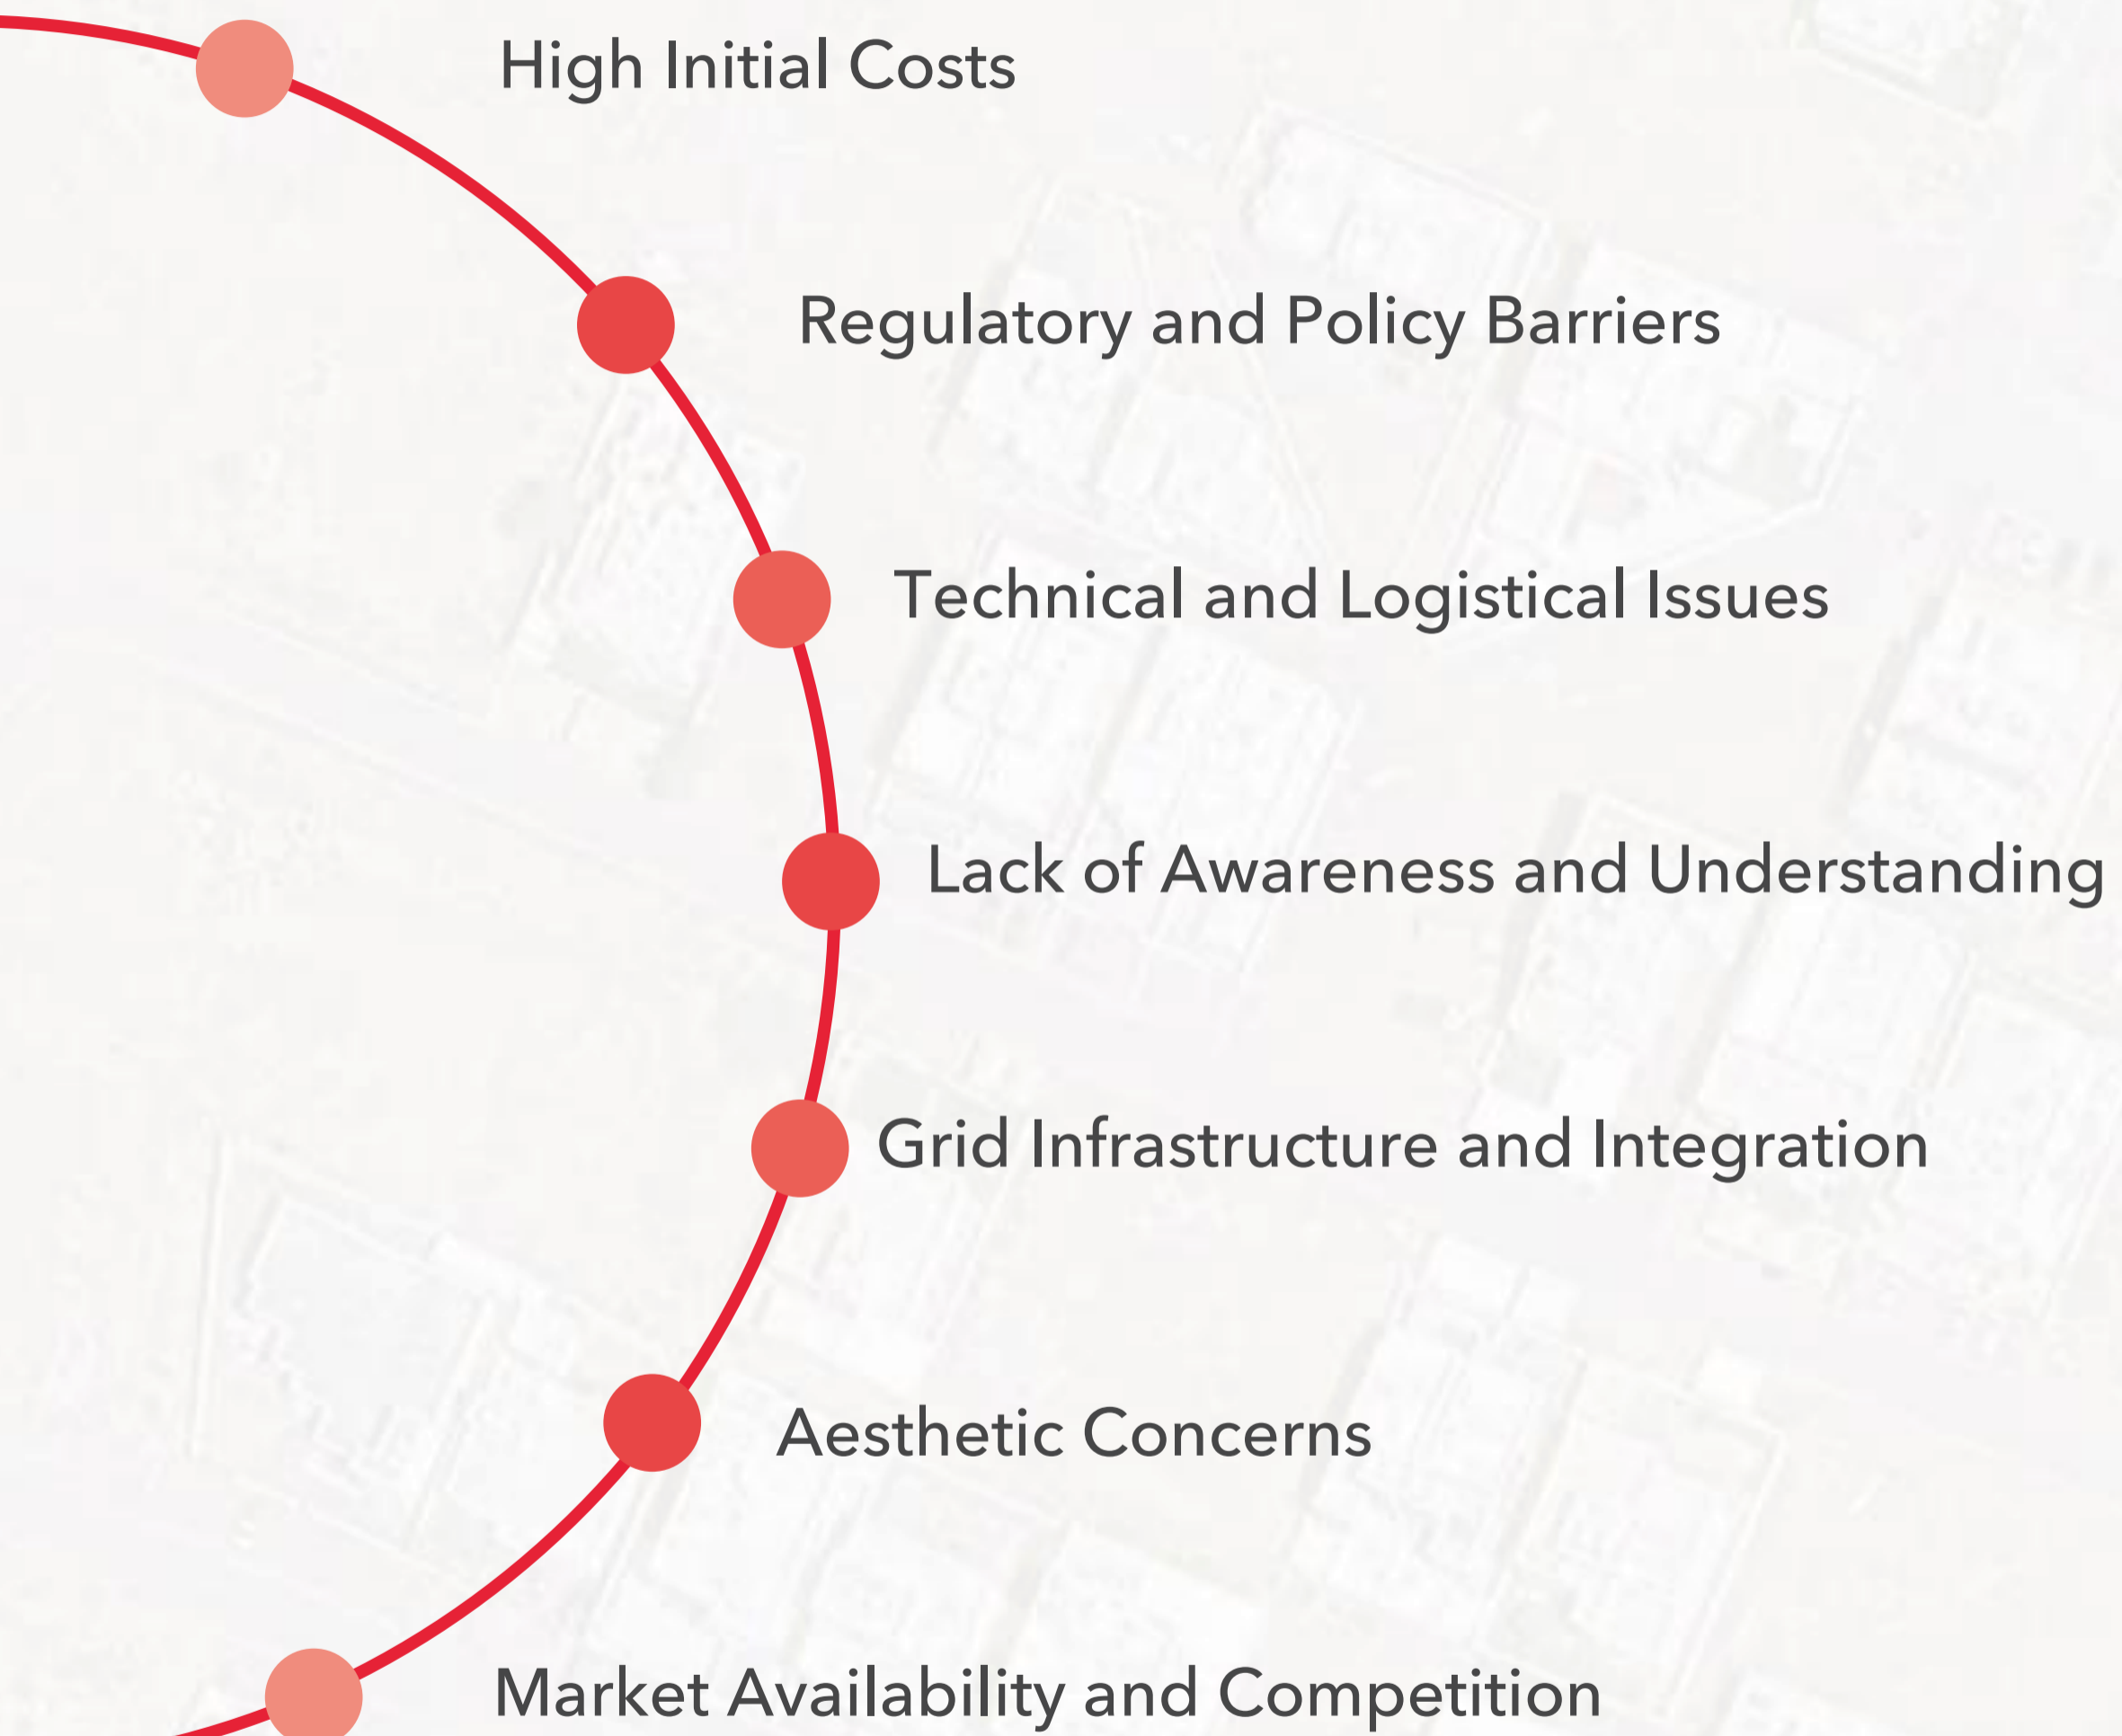 High Initial Costs
Regulatory and Policy Barriers
Technical and Logistical Issues
Lack of Awareness and Understanding
Grid Infrastructure and Integration
Aesthetic Concerns
Market Availability and Competition